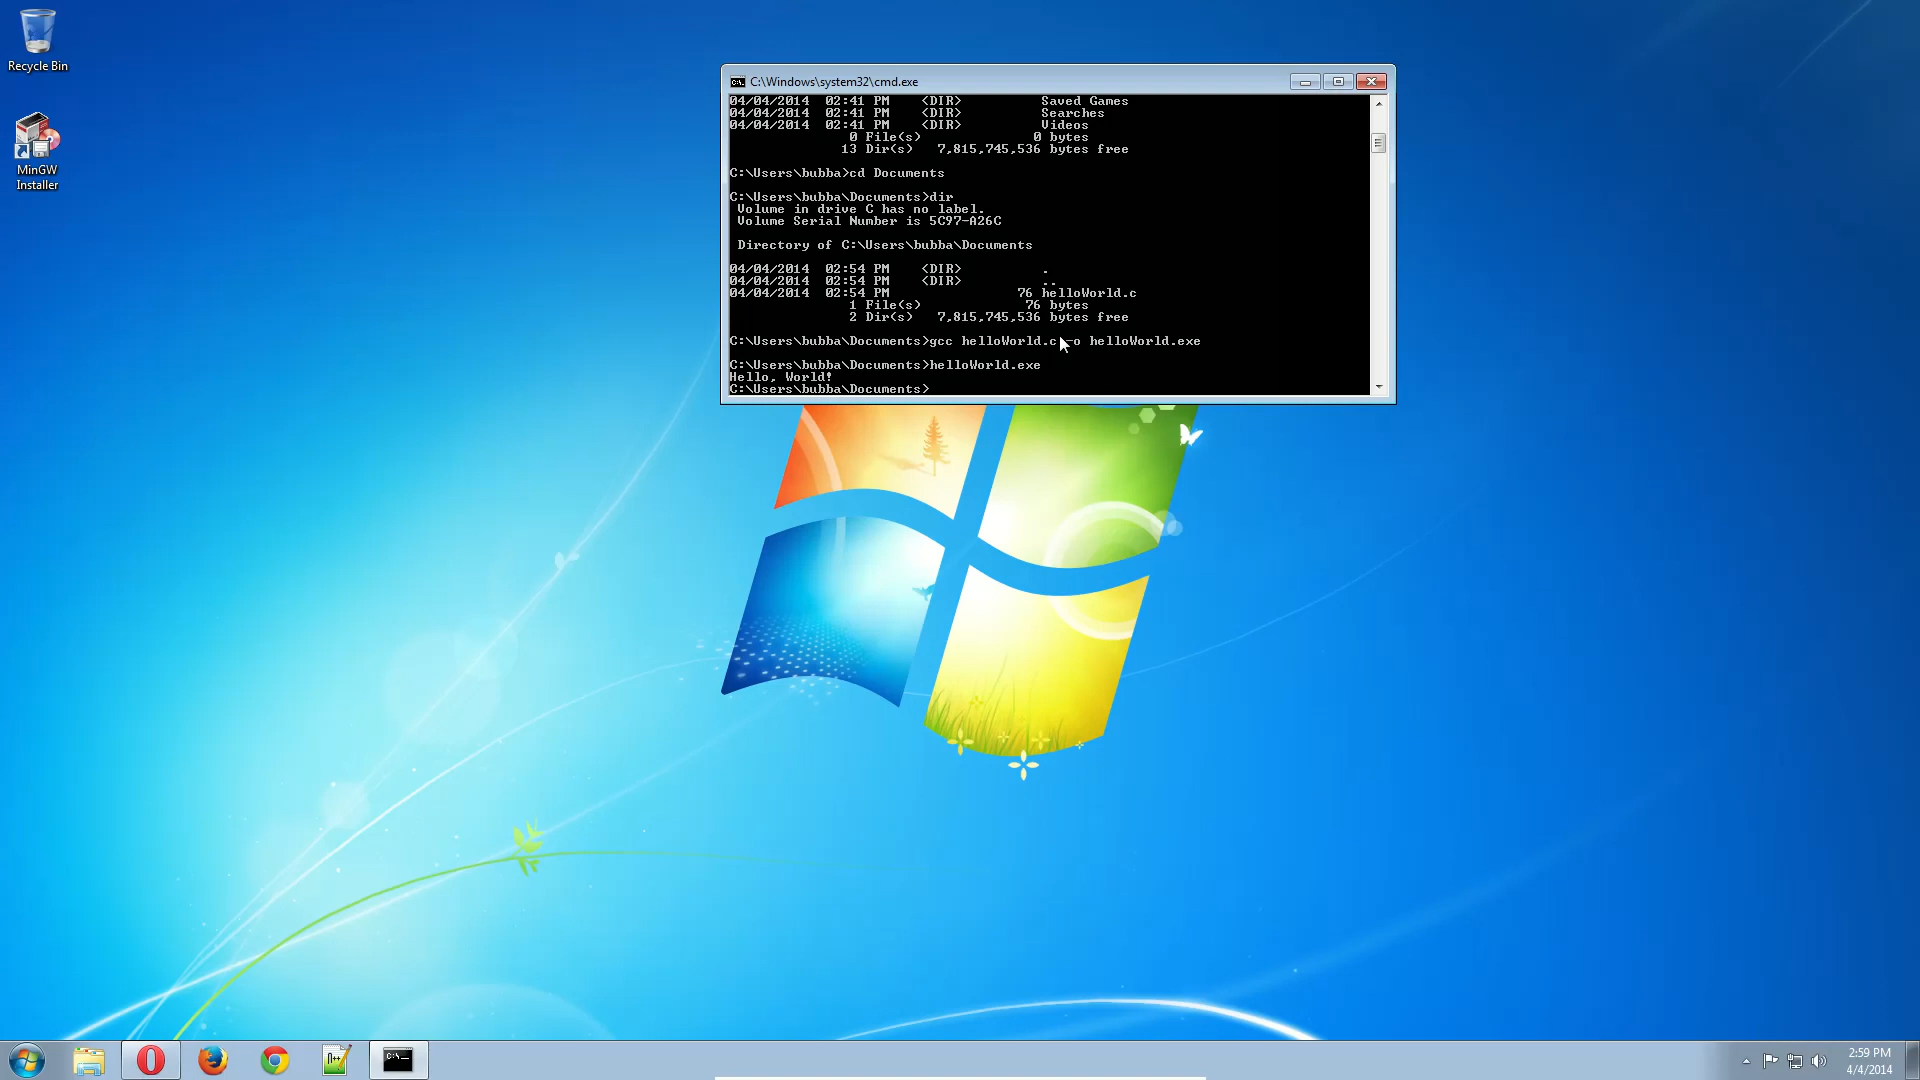 Recycle Bin
MinGW
Installer
C:\Windows\system32\cmd.exe
04/04/2014  02:41 PM    <DIR>          Saved Games
04/04/2014  02:41 PM    <DIR>          Searches
04/04/2014  02:41 PM    <DIR>          Videos
               0 File(s)              0 bytes
              13 Dir(s)   7,815,745,536 bytes free
C:\Users\bubba>cd Documents
C:\Users\bubba\Documents>dir
 Volume in drive C has no label.
 Volume Serial Number is 5C97-A26C
 Directory of C:\Users\bubba\Documents
04/04/2014  02:54 PM    <DIR>          .
04/04/2014  02:54 PM    <DIR>          ..
04/04/2014  02:54 PM                76 helloWorld.c
               1 File(s)             76 bytes
               2 Dir(s)   7,815,745,536 bytes free
C:\Users\bubba\Documents>gcc helloWorld.c -o helloWorld.exe
C:\Users\bubba\Documents>helloWorld.exe
Hello, World!
C:\Users\bubba\Documents>
2:59 PM
4/4/2014